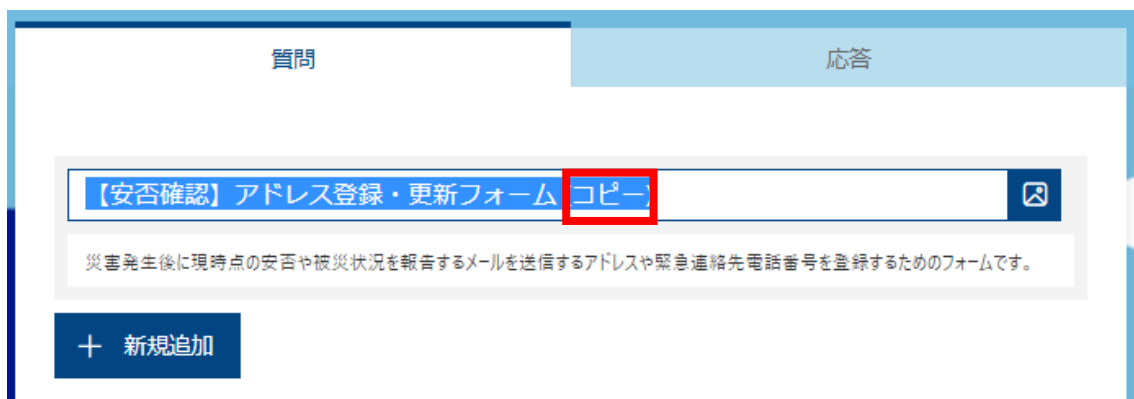 質問
応答
【安否確認】アドレス登録・更新フォーム (コピー)
災害発生後に現時点の安否や被災状況を報告するメールを送信するアドレスや緊急連絡先電話番号を登録するためのフォームです。
＋ 新規追加